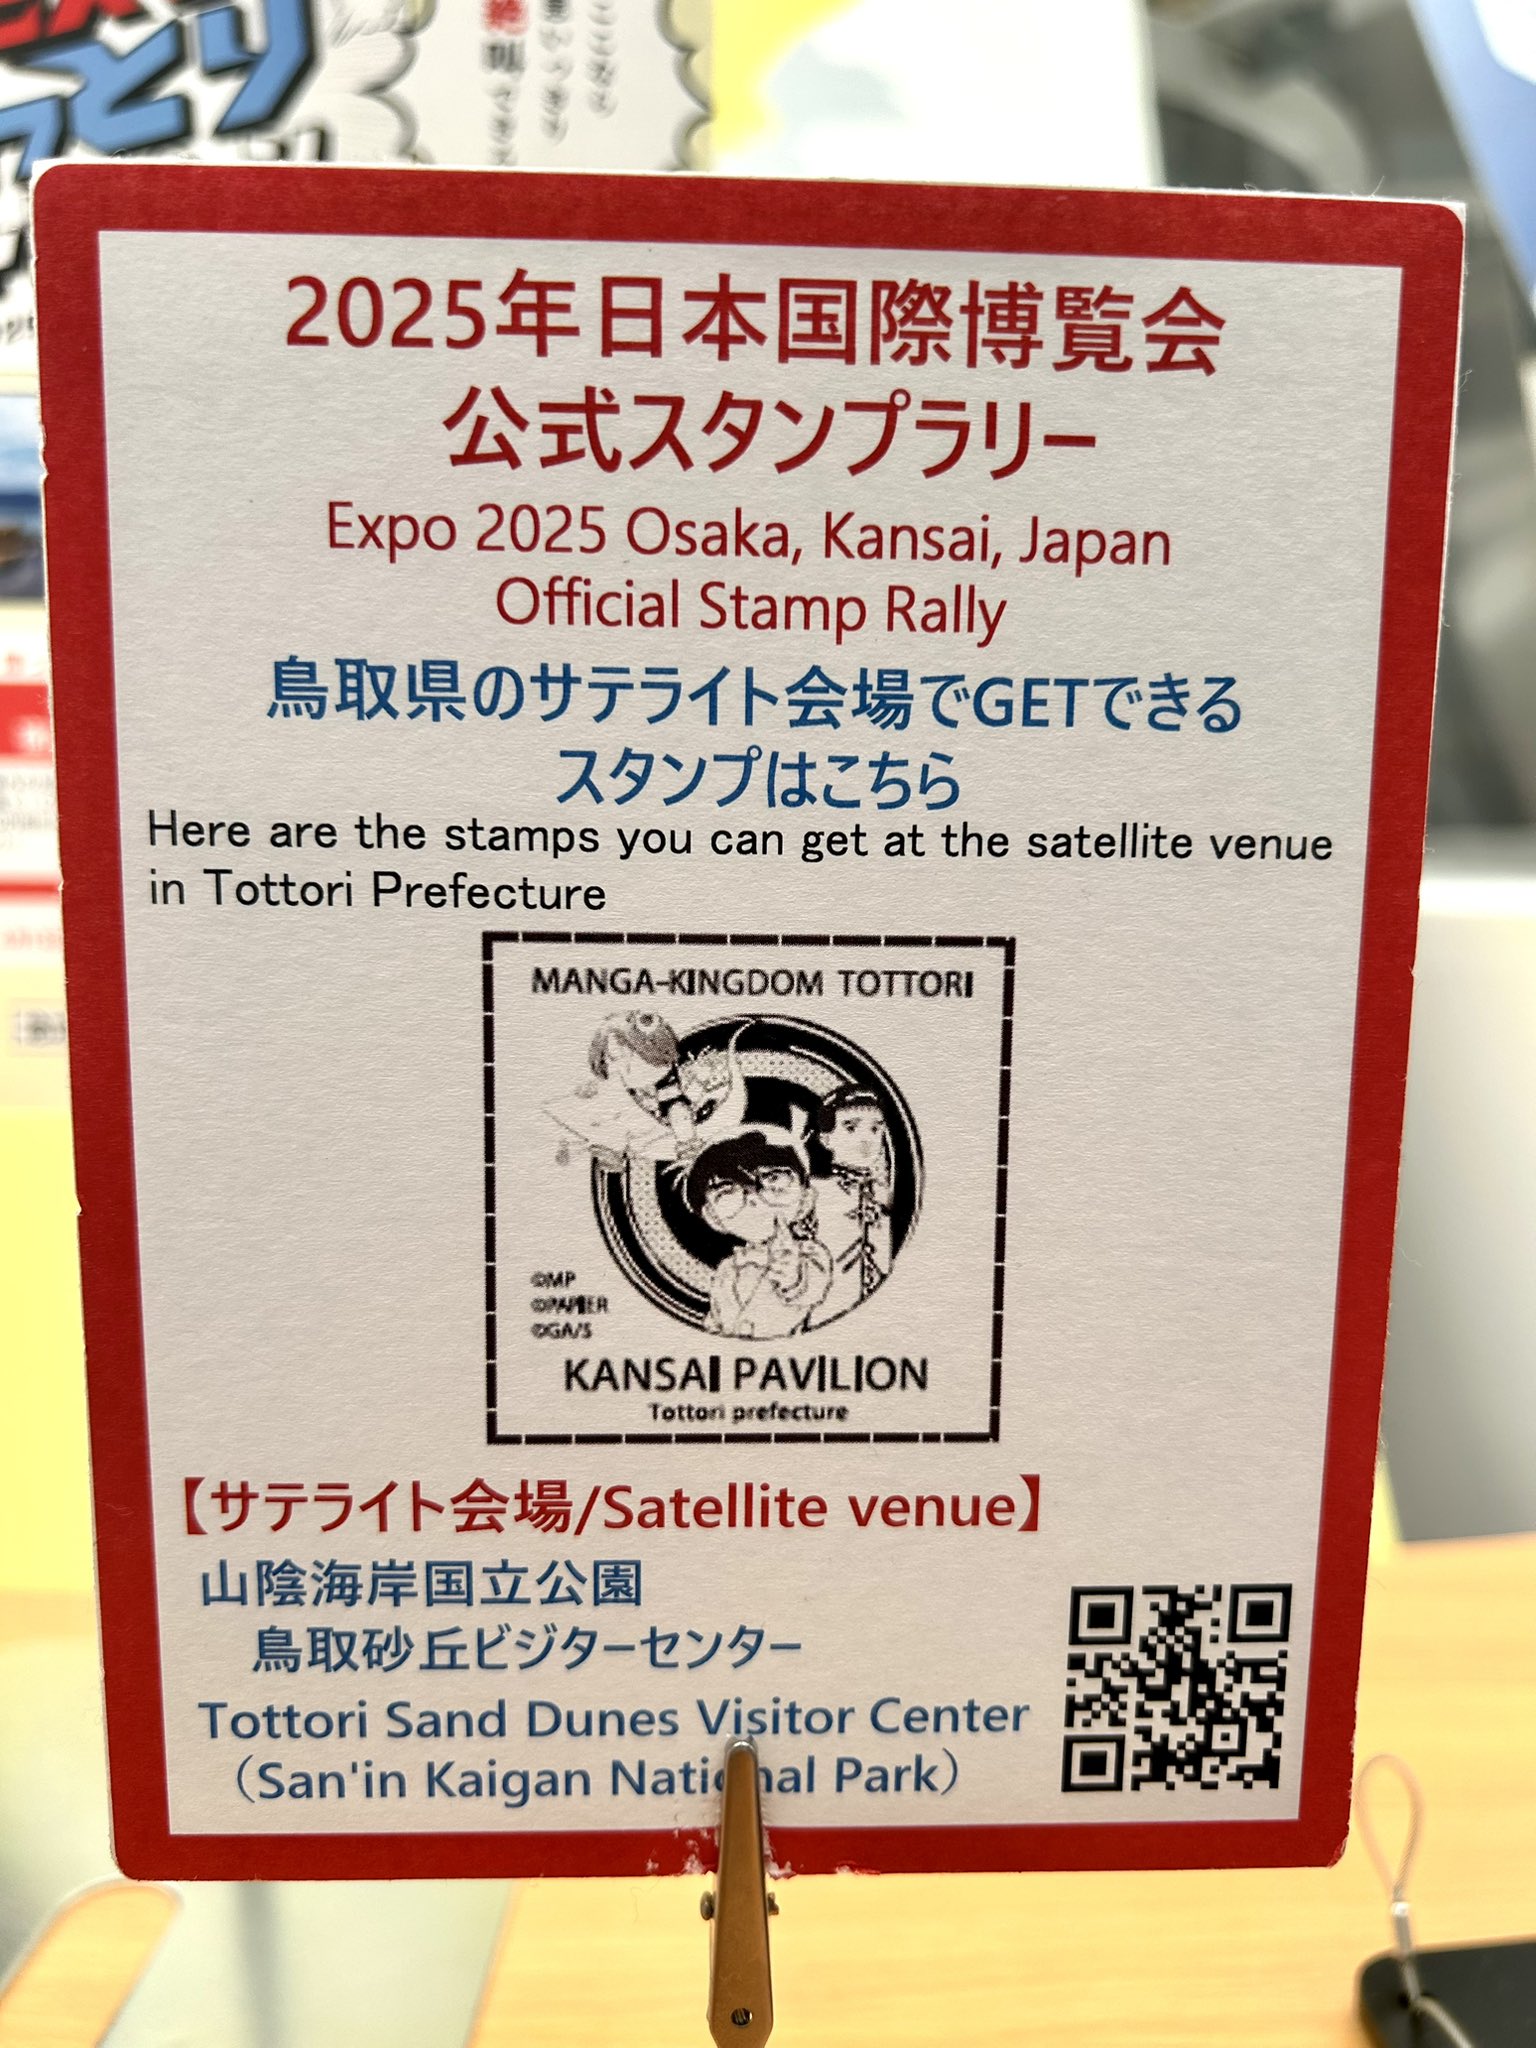 2025年日本国際博覧会
公式スタンプラリー
Expo 2025 Osaka, Kansai, Japan
Official Stamp Rally
鳥取県のサテライト会場でGETできる
スタンプはこちら
Here are the stamps you can get at the satellite venue
in Tottori Prefecture
MANGA-KINGDOM TOTTORI
©MP
©PAPIER
©GA/S
KANSAI PAVILION
Tottori prefecture
【サテライト会場/Satellite venue】
山陰海岸国立公園
鳥取砂丘ビジターセンター
Tottori Sand Dunes Visitor Center
（San'in Kaigan National Park）